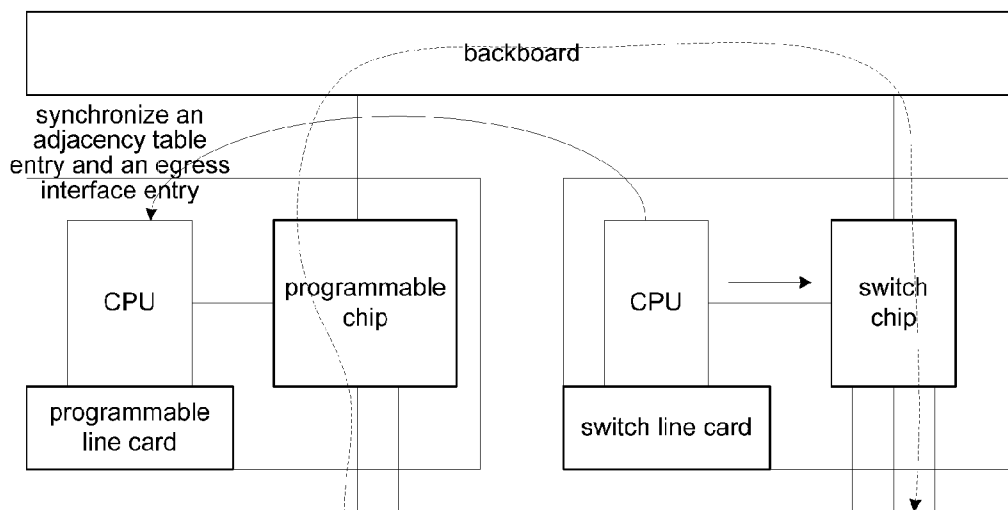 backboard
synchronize an
adjacency table
entry and an egress
interface entry
CPU
programmable
chip
CPU
switch
chip
programmable
line card
switch line card